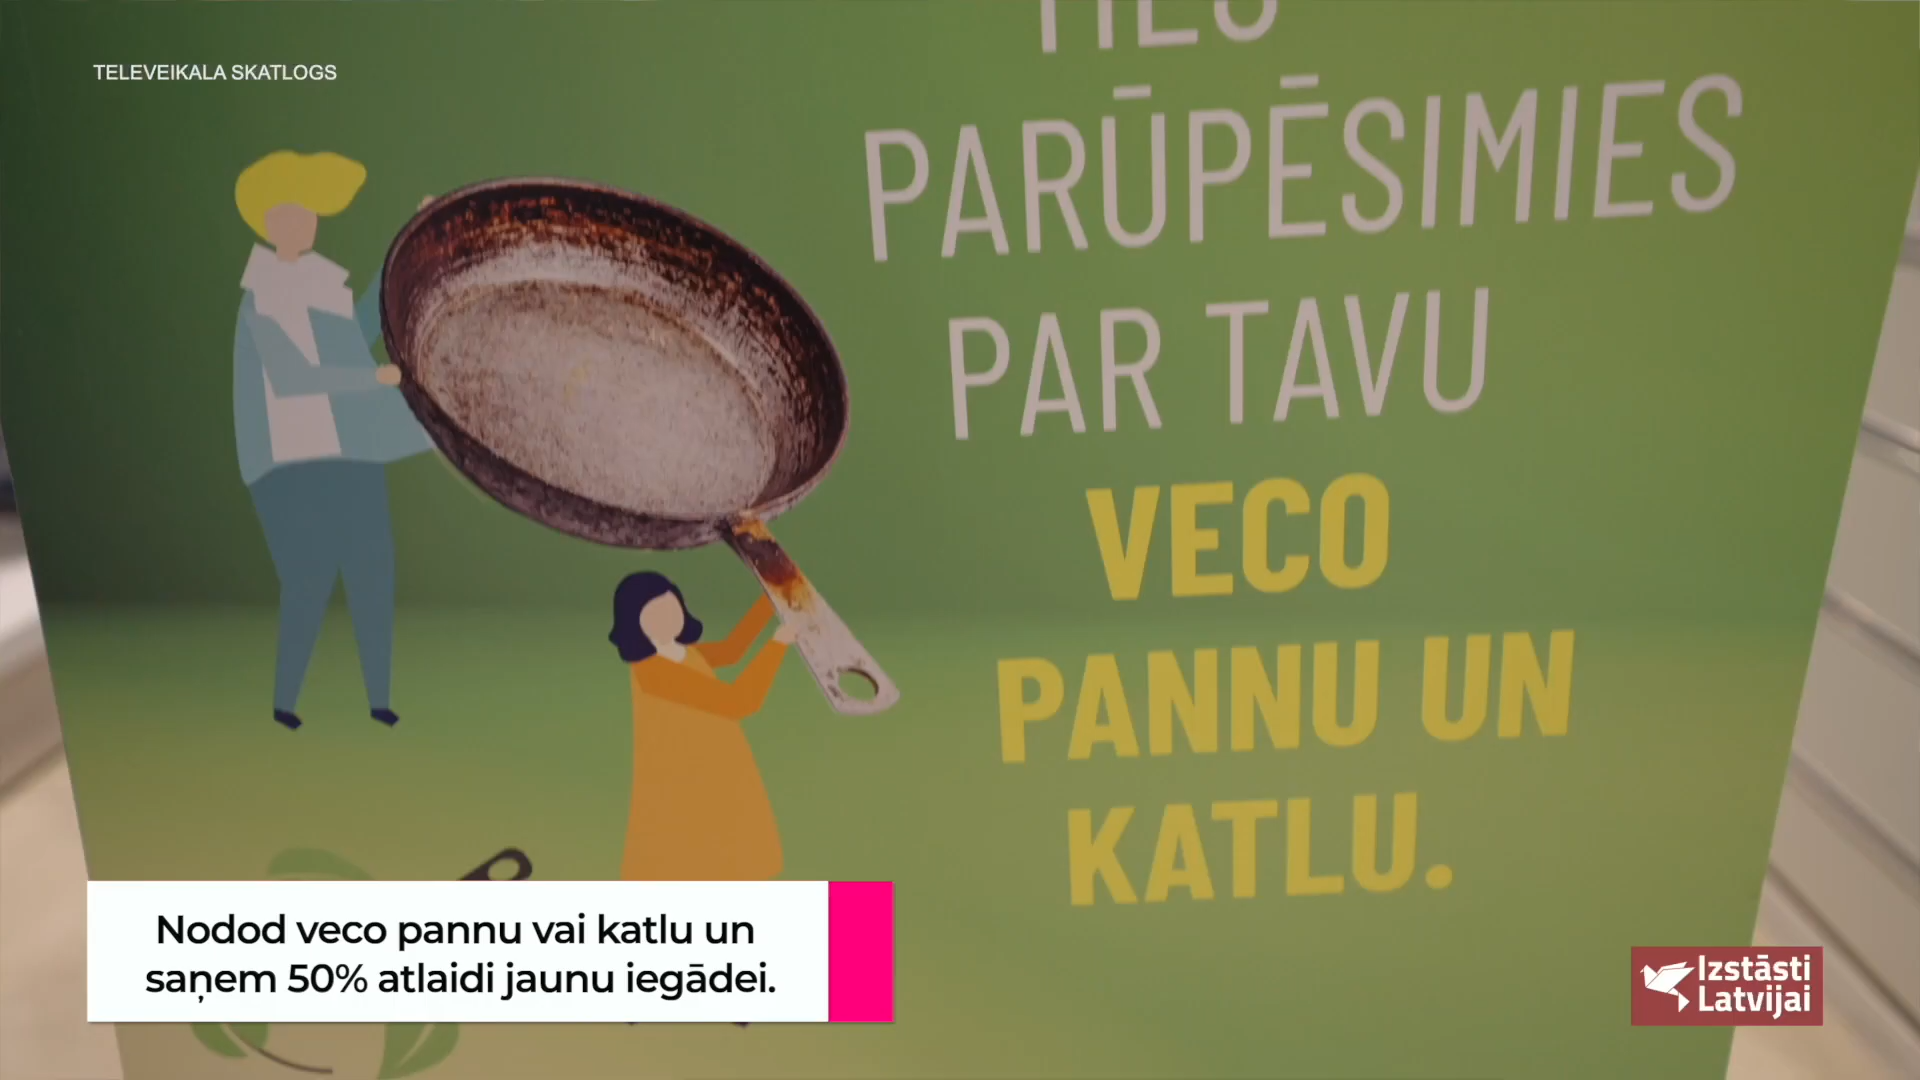 TELEVEIKALA SKATLOGS
PARŪPĒSIMIES
PAR TAVU
VECO
PANNU UN
KATLU.
Nodod veco pannu vai katlu un
saņem 50% atlaidi jaunu iegādei.
Izstāsti
Latvijai